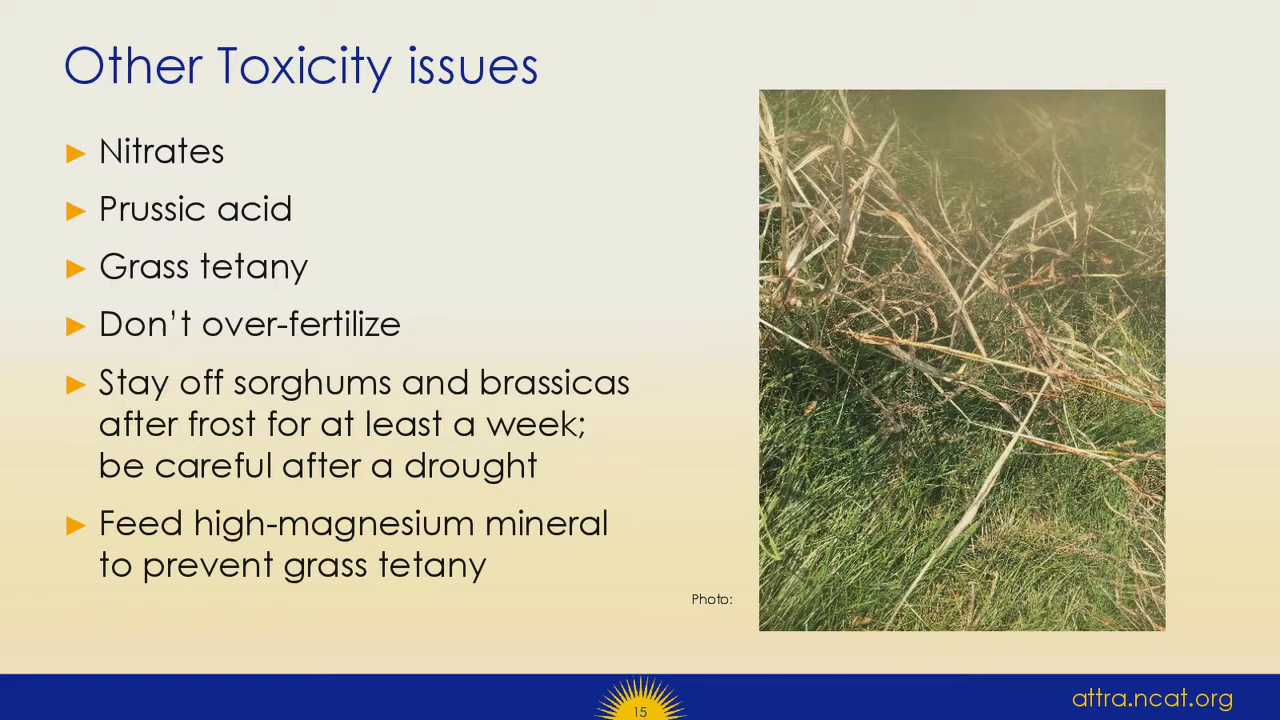 Other Toxicity issues
► Nitrates
► Prussic acid
► Grass tetany
► Don’t over-fertilize
► Stay off sorghums and brassicas
after frost for at least a week;
be careful after a drought
► Feed high-magnesium mineral
to prevent grass tetany
Photo:
15
attra.ncat.org